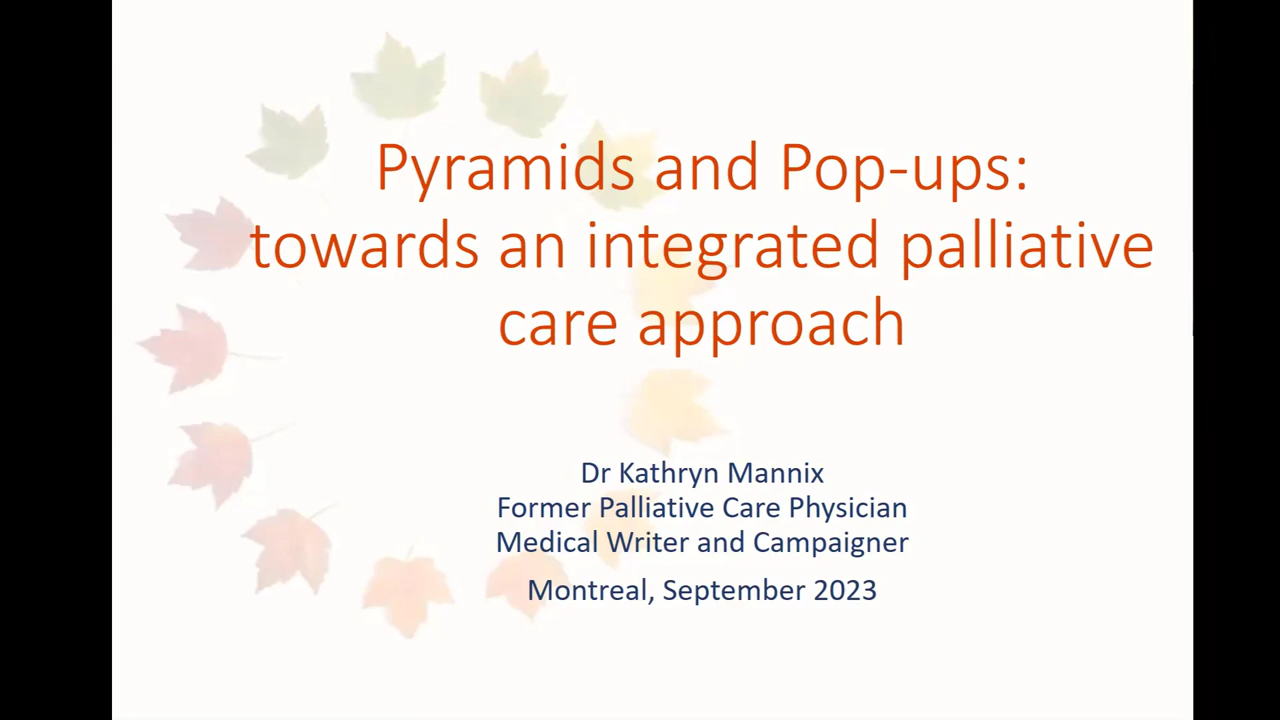 Pyramids and Pop-ups:
towards an integrated palliative
care approach
Dr Kathryn Mannix
Former Palliative Care Physician
Medical Writer and Campaigner
Montreal, September 2023